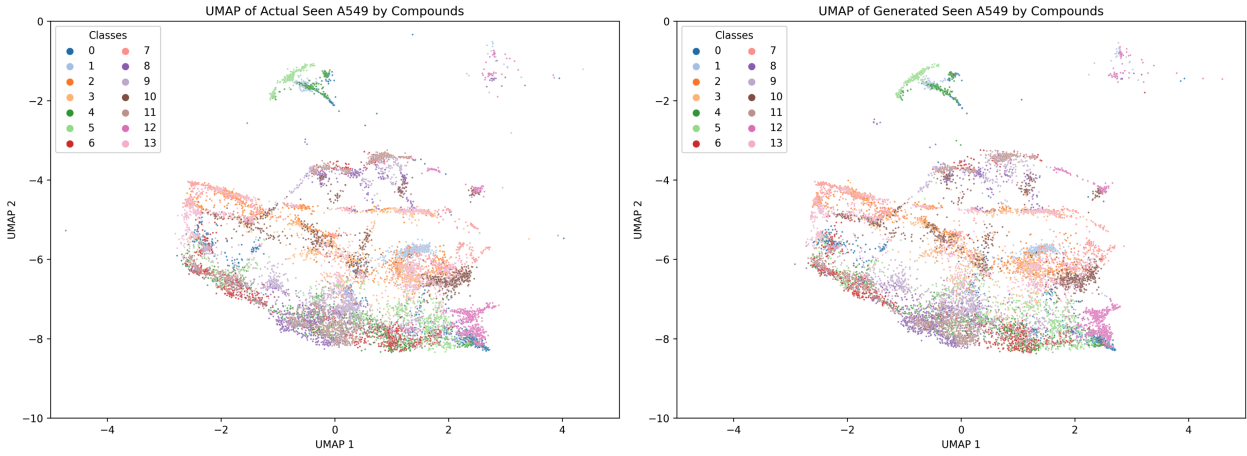 UMAP of Actual Seen A549 by Compounds
UMAP 2
0
−2
−4
−6
−8
−10
Classes
0 7
1 8
2 9
3 10
4 11
5 12
6 13
−4 −2 0 2 4
UMAP 1
UMAP of Generated Seen A549 by Compounds
UMAP 2
0
−2
−4
−6
−8
−10
Classes
0 7
1 8
2 9
3 10
4 11
5 12
6 13
−4 −2 0 2 4
UMAP 1